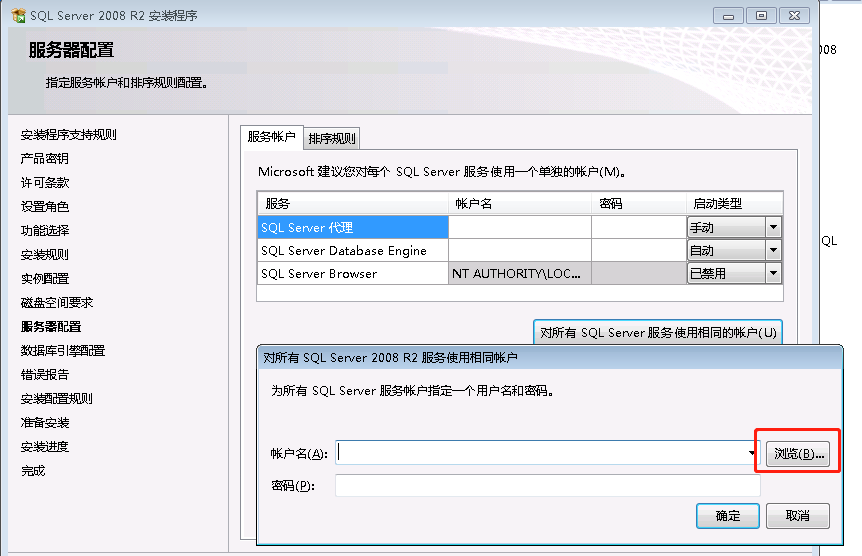 SQL Server 2008 R2 安装程序
服务器配置
指定服务帐户和排序规则配置。
008
安装程序支持规则
产品密钥
许可条款
设置角色
功能选择
安装规则
实例配置
磁盘空间要求
服务器配置
数据库引擎配置
错误报告
安装配置规则
准备安装
安装进度
完成
服务帐户 排序规则
Microsoft 建议您对每个 SQL Server 服务使用一个单独的帐户(M)。
服务 帐户名 密码 启动类型
SQL Server 代理 手动
SQL Server Database Engine 自动
SQL Server Browser NT AUTHORITY\LOC... 已禁用
QL
对所有 SQL Server 服务使用相同的帐户(U)
对所有 SQL Server 2008 R2 服务使用相同帐户
为所有 SQL Server 服务帐户指定一个用户名和密码。
帐户名(A): 浏览(B)...
密码(P):
确定 取消